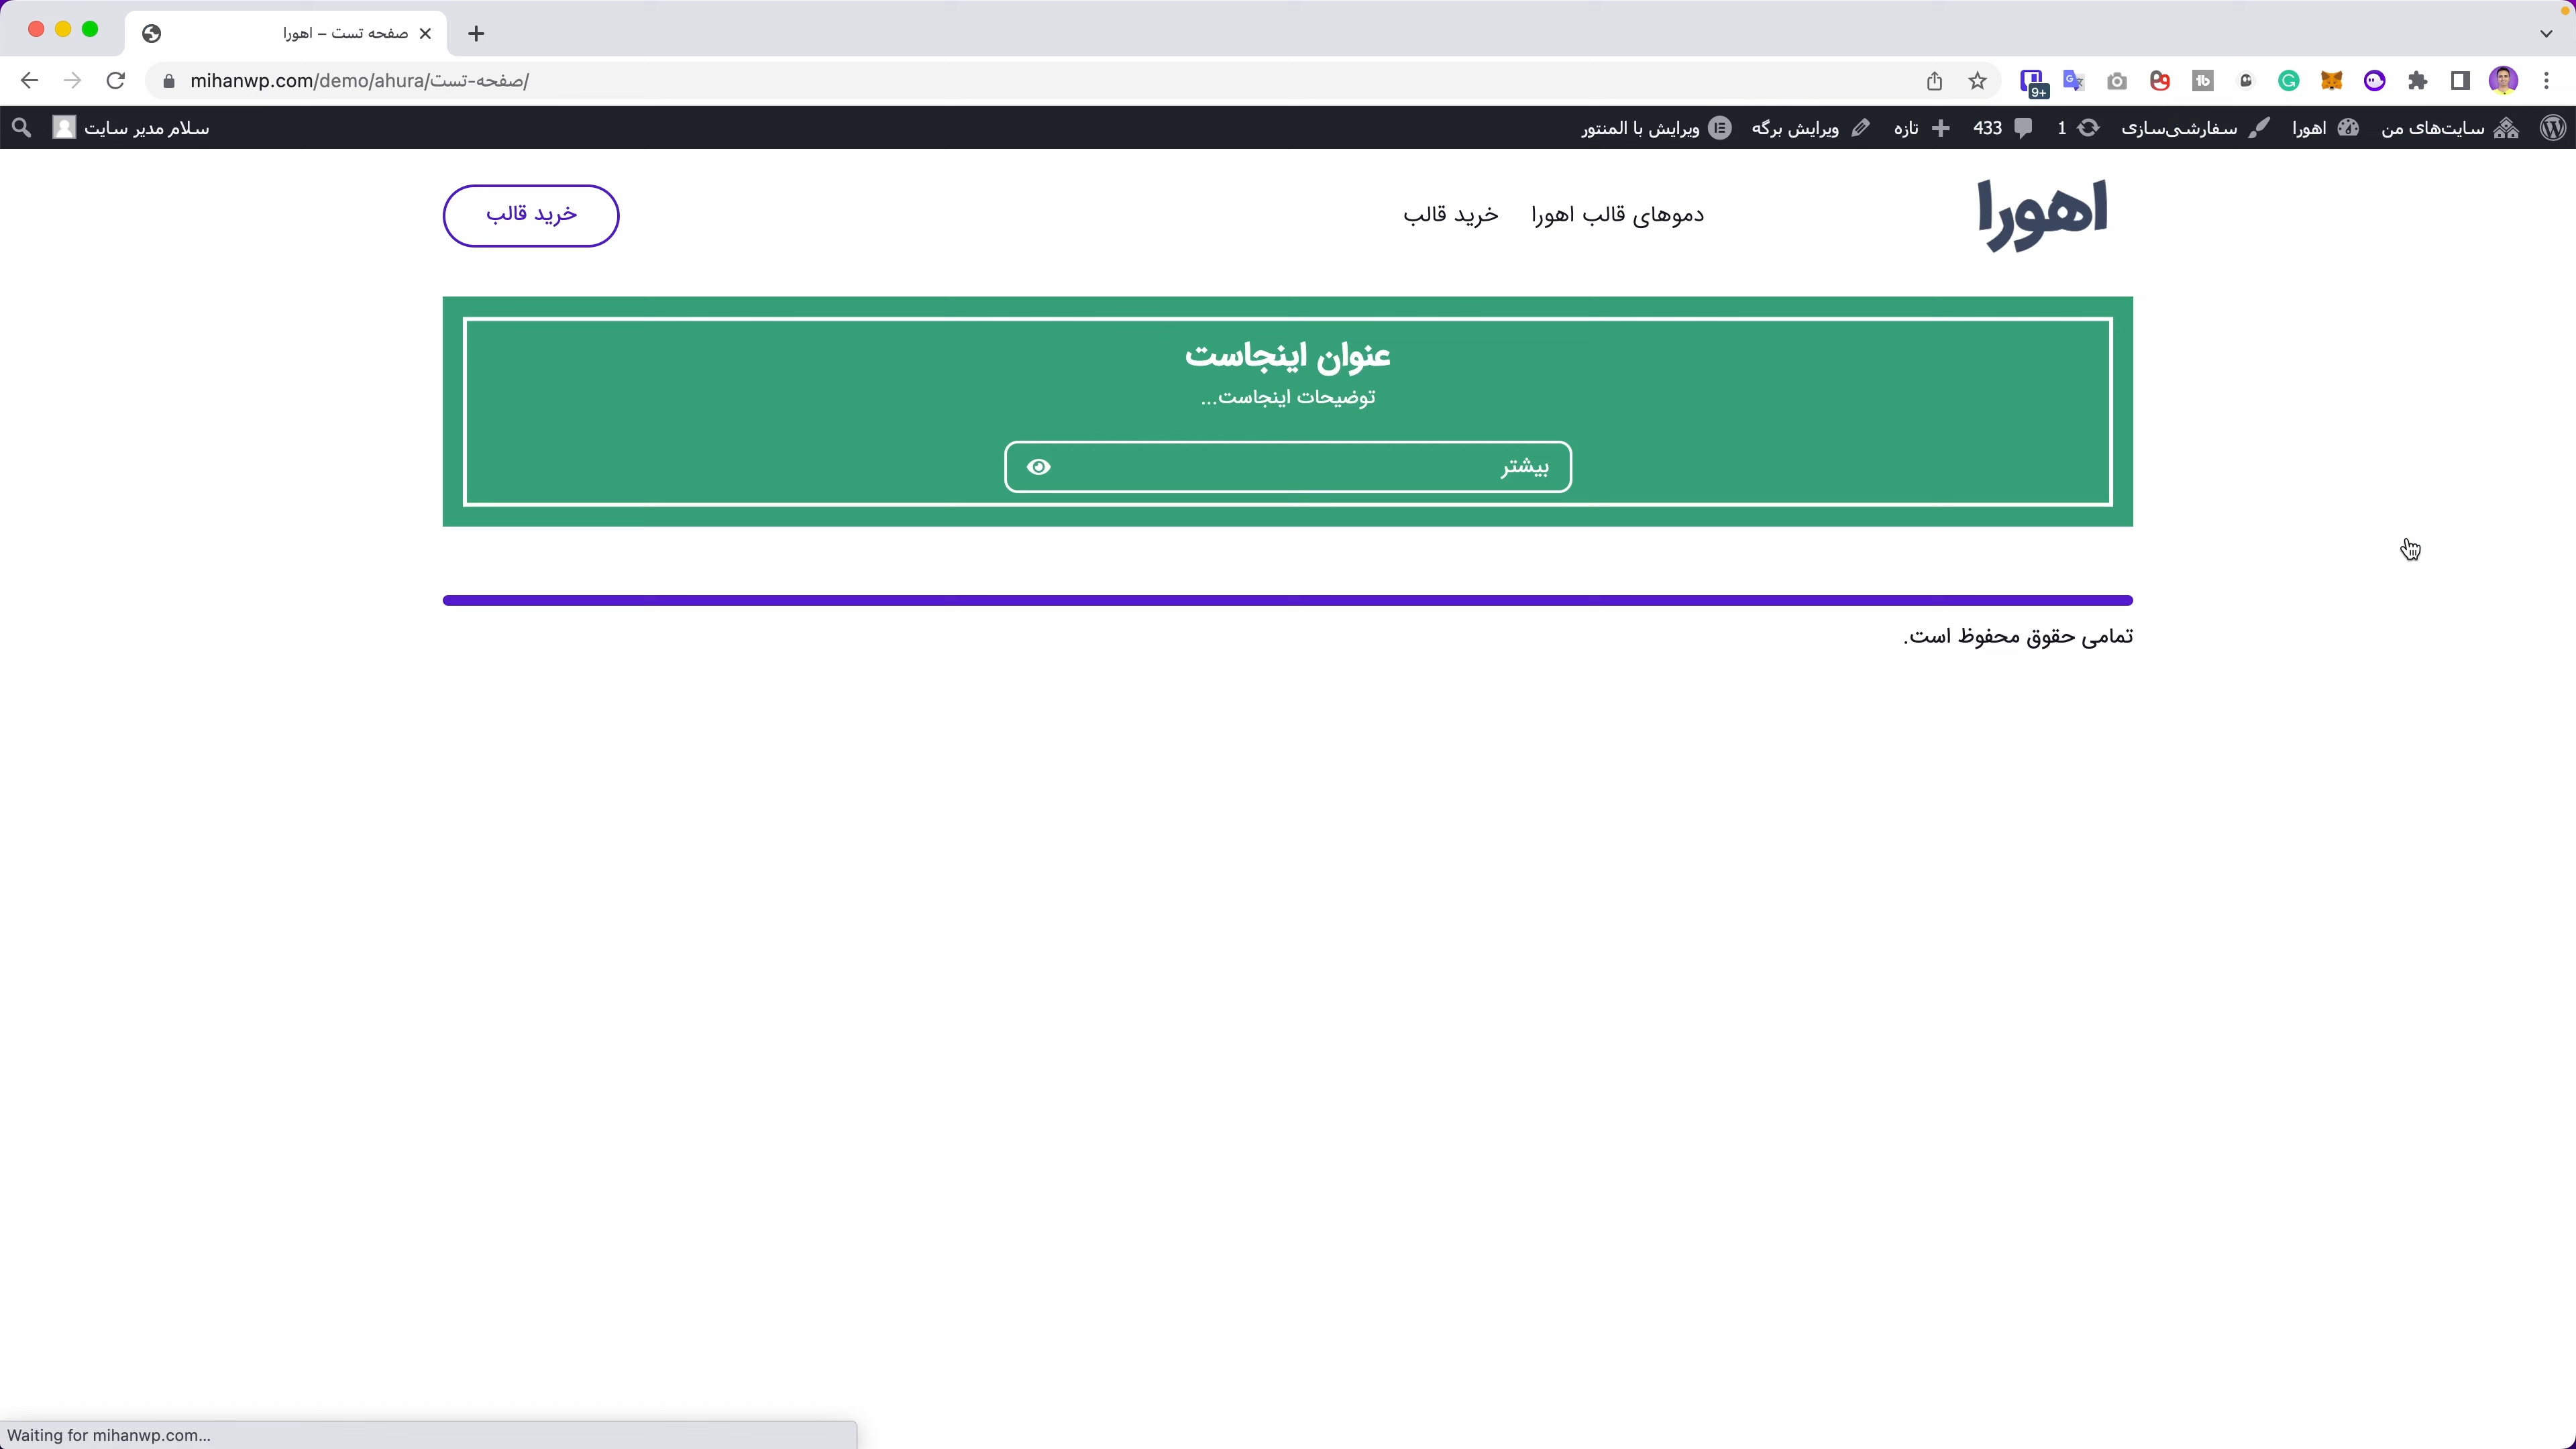 صفحه تست – اهورا
mihanwp.com/demo/ahura/صفحه-تست/
9+
سایت‌های من اهورا سفارشی‌سازی 1 433 تازه ویرایش برگه ویرایش با المنتور سلام مدیر سایت
اهورا
دموهای قالب اهورا خرید قالب
خرید قالب
عنوان اینجاست
توضیحات اینجاست...
بیشتر
تمامی حقوق محفوظ است.
Waiting for mihanwp.com...